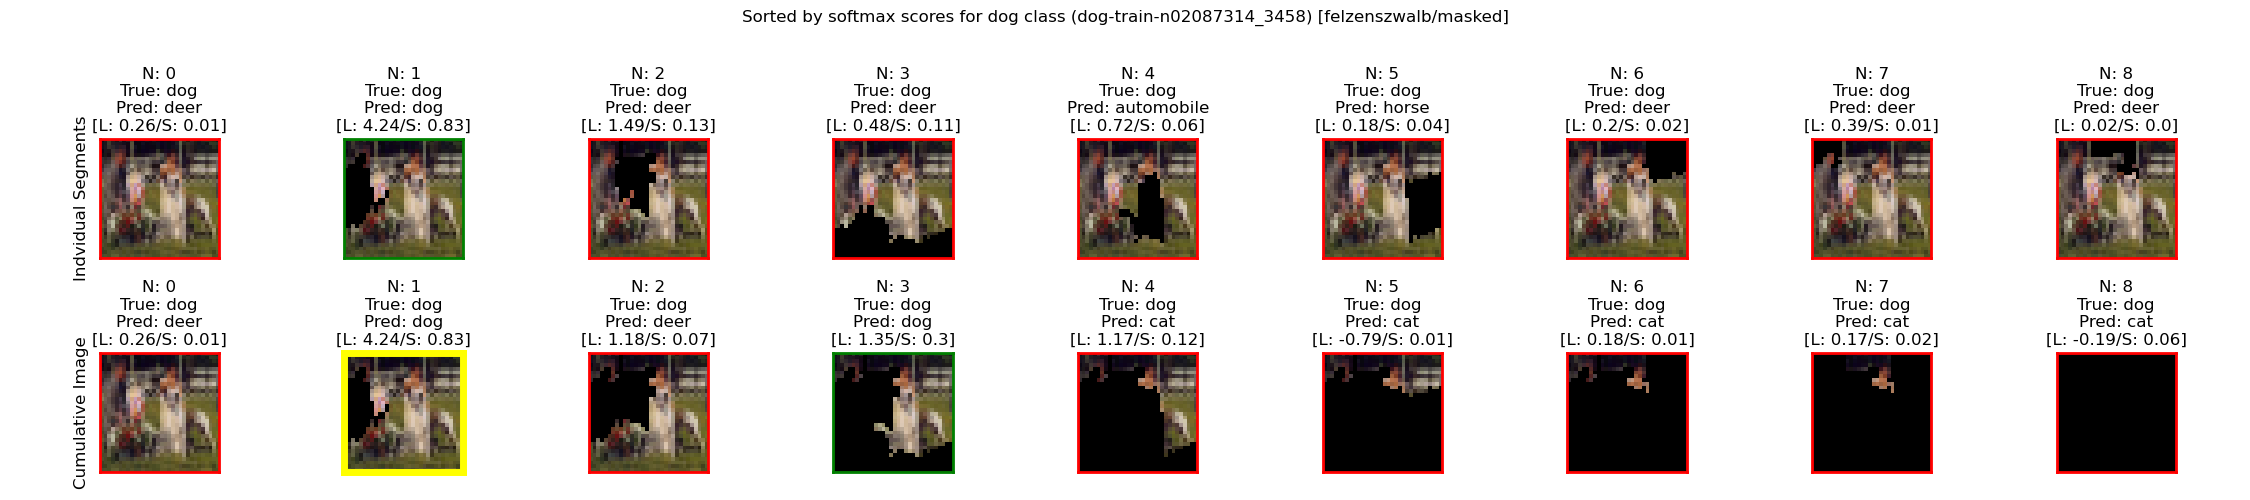 Sorted by softmax scores for dog class (dog-train-n02087314_3458) [felzenszwalb/masked]
Indvidual Segments
N: 0
True: dog
Pred: deer
[L: 0.26/S: 0.01]
N: 1
True: dog
Pred: dog
[L: 4.24/S: 0.83]
N: 2
True: dog
Pred: deer
[L: 1.49/S: 0.13]
N: 3
True: dog
Pred: deer
[L: 0.48/S: 0.11]
N: 4
True: dog
Pred: automobile
[L: 0.72/S: 0.06]
N: 5
True: dog
Pred: horse
[L: 0.18/S: 0.04]
N: 6
True: dog
Pred: deer
[L: 0.2/S: 0.02]
N: 7
True: dog
Pred: deer
[L: 0.39/S: 0.01]
N: 8
True: dog
Pred: deer
[L: 0.02/S: 0.0]
Cumulative Image
N: 0
True: dog
Pred: deer
[L: 0.26/S: 0.01]
N: 1
True: dog
Pred: dog
[L: 4.24/S: 0.83]
N: 2
True: dog
Pred: deer
[L: 1.18/S: 0.07]
N: 3
True: dog
Pred: dog
[L: 1.35/S: 0.3]
N: 4
True: dog
Pred: cat
[L: 1.17/S: 0.12]
N: 5
True: dog
Pred: cat
[L: -0.79/S: 0.01]
N: 6
True: dog
Pred: cat
[L: 0.18/S: 0.01]
N: 7
True: dog
Pred: cat
[L: 0.17/S: 0.02]
N: 8
True: dog
Pred: cat
[L: -0.19/S: 0.06]